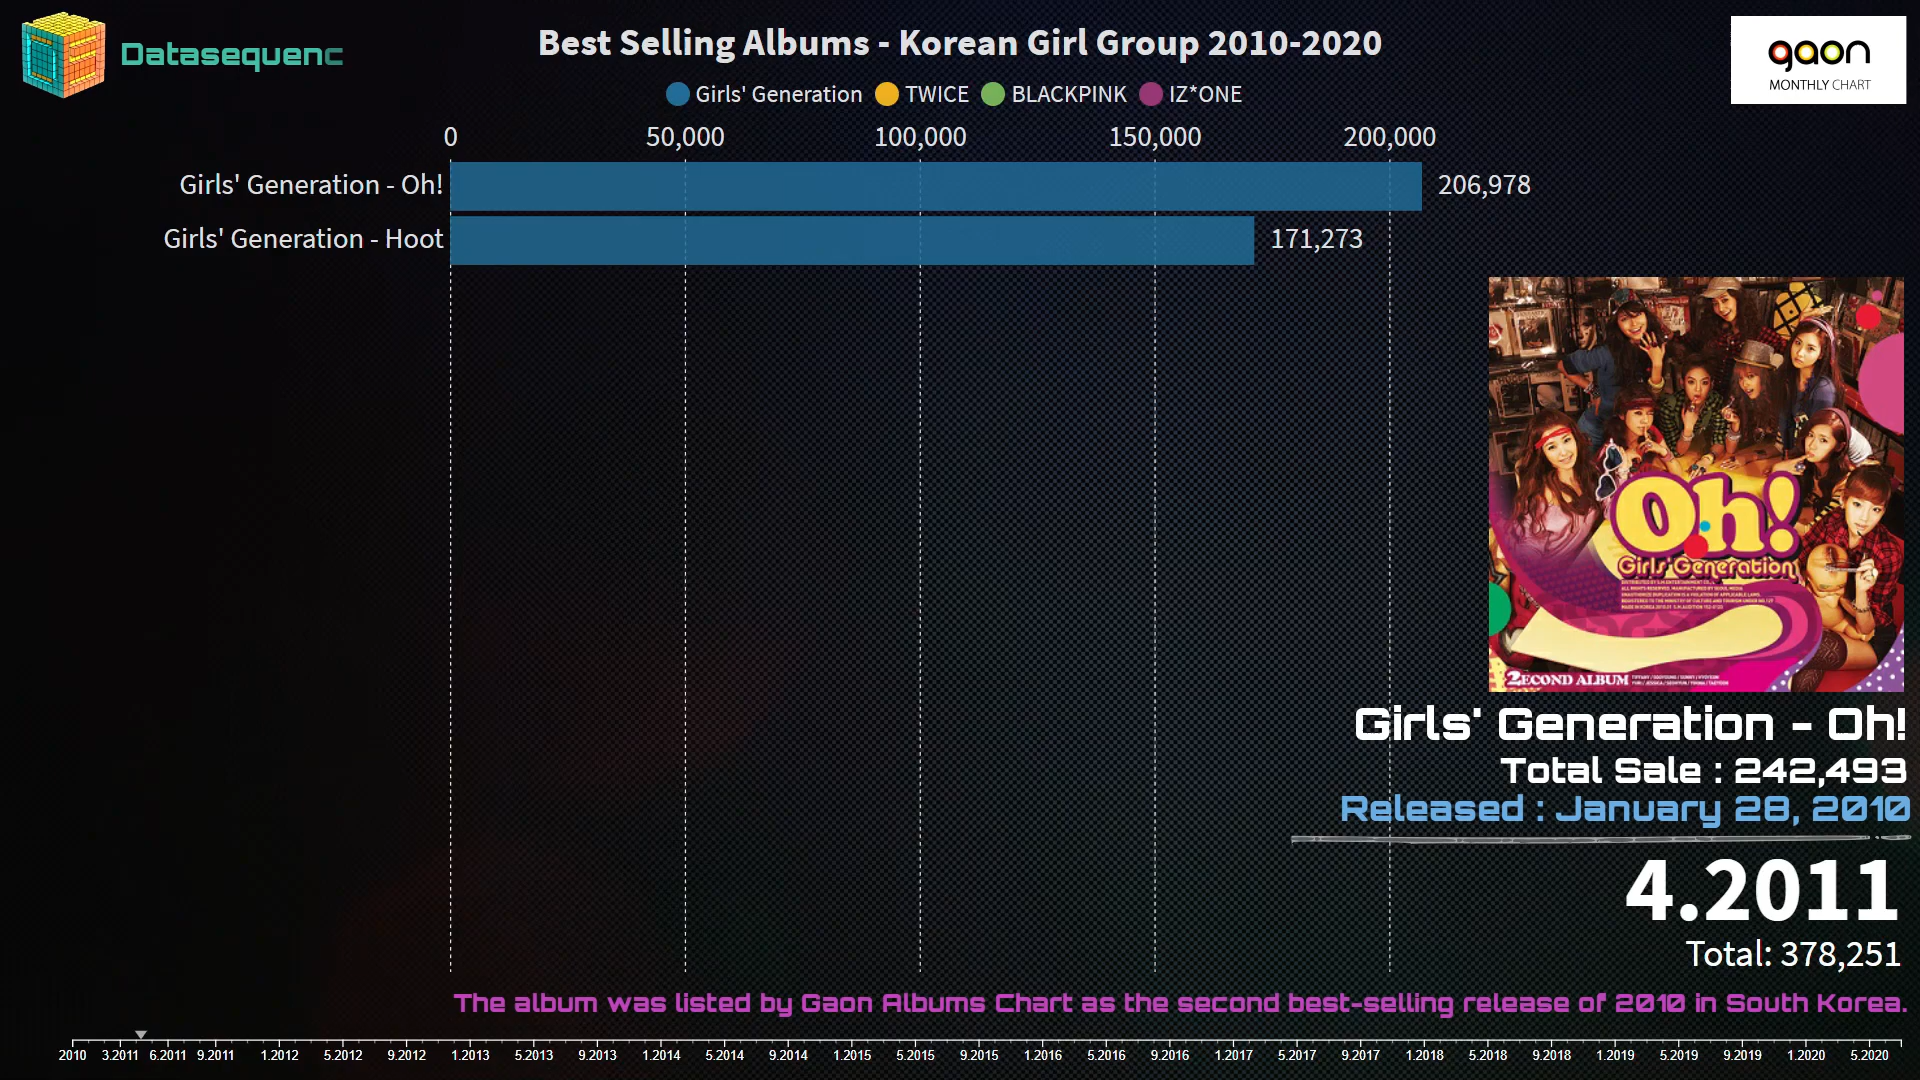 Datasequenc
Best Selling Albums - Korean Girl Group 2010-2020
gaon
MONTHLY CHART
Girls' Generation TWICE BLACKPINK IZ*ONE
0 50,000 100,000 150,000 200,000
Girls' Generation - Oh! 206,978
Girls' Generation - Hoot 171,273
Oh!
Girls' Generation
2ECOND ALBUM
Girls' Generation - Oh!
Total Sale : 242,493
Released : January 28, 2010
4.2011
Total: 378,251
The album was listed by Gaon Albums Chart as the second best-selling release of 2010 in South Korea.
2010 3.2011 6.2011 9.2011 1.2012 5.2012 9.2012 1.2013 5.2013 9.2013 1.2014 5.2014 9.2014 1.2015 5.2015 9.2015 1.2016 5.2016 9.2016 1.2017 5.2017 9.2017 1.2018 5.2018 9.2018 1.2019 5.2019 9.2019 1.2020 5.2020